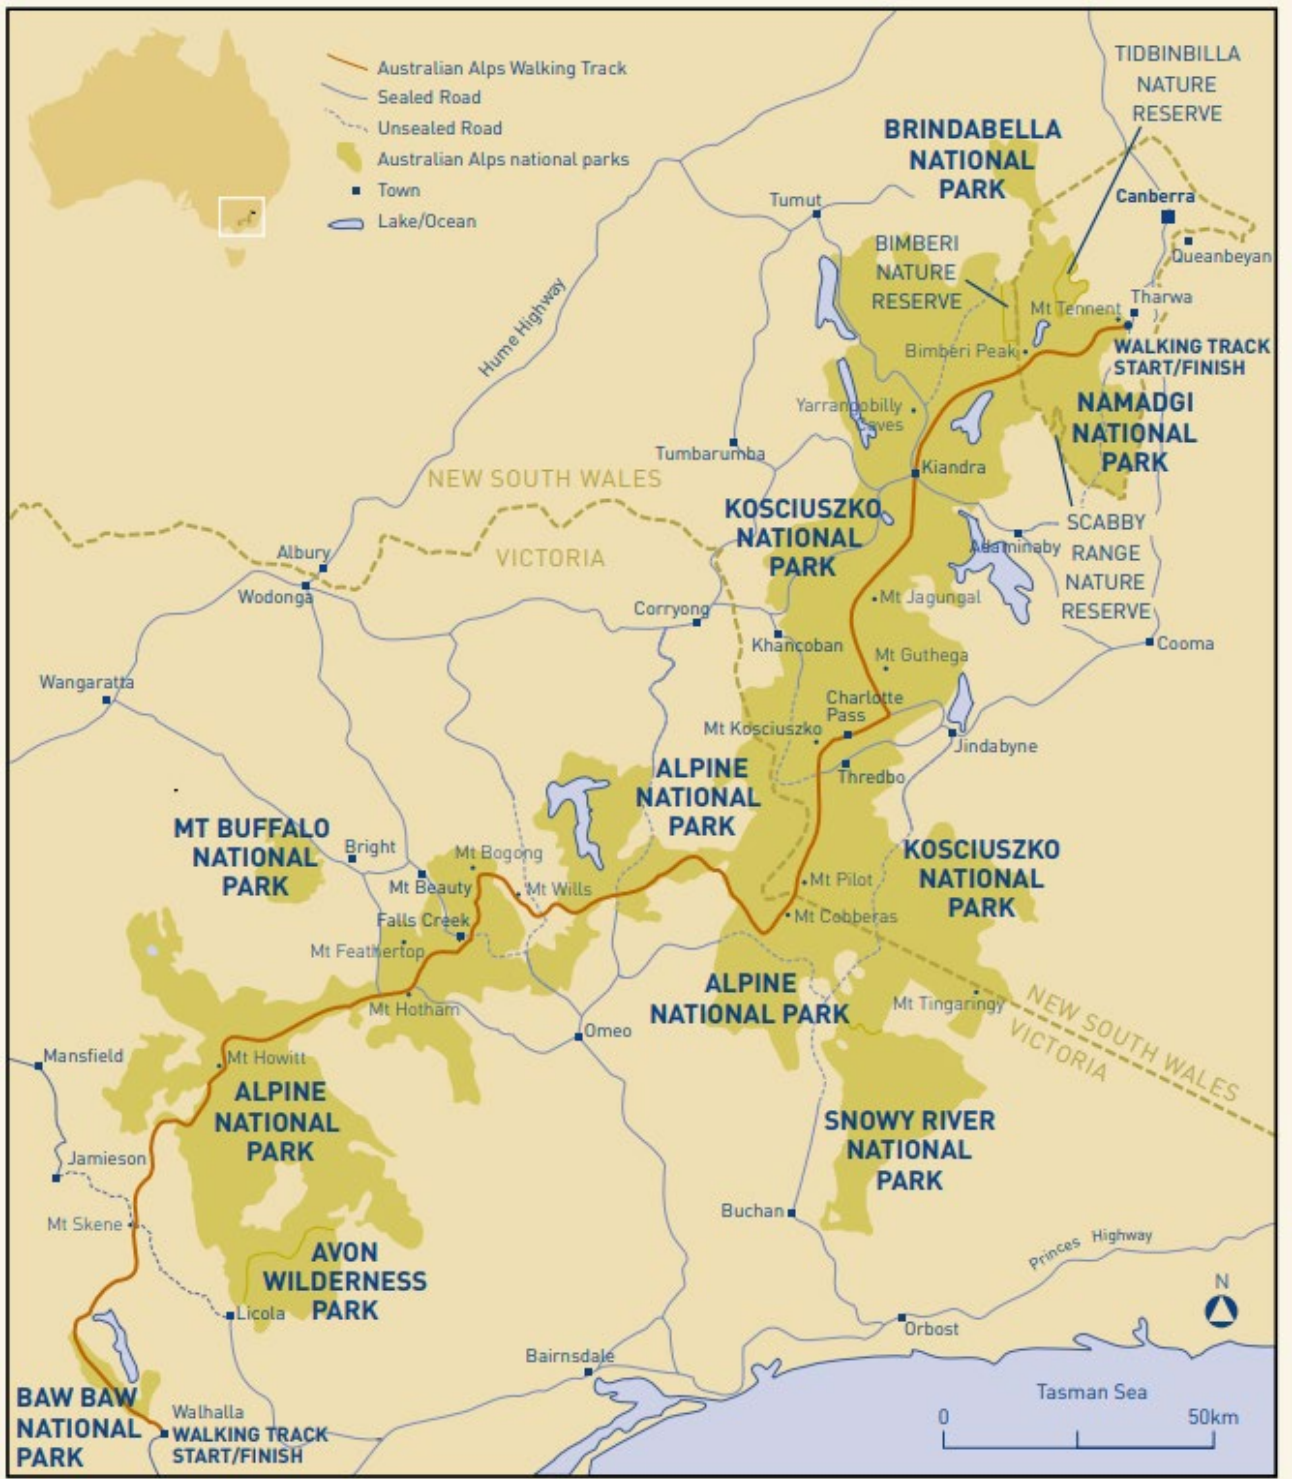 Australian Alps Walking Track
Sealed Road
Unsealed Road
Australian Alps national parks
Town
Lake/Ocean
TIDBINBILLA
NATURE
RESERVE
BRINDABELLA
NATIONAL
PARK
Canberra
Tumut
BIMBERI
NATURE
RESERVE
Queanbeyan
Tharwa
Mt Tennent
Hume Highway
Bimberi Peak
WALKING TRACK
START/FINISH
Yarrangobilly
Caves
NAMADGI
NATIONAL
PARK
Tumbarumba
Kiandra
NEW SOUTH WALES
KOSCIUSZKO
NATIONAL
PARK
SCABBY
RANGE
NATURE
RESERVE
Adaminaby
Albury
VICTORIA
Wodonga
Mt Jagungal
Corryong
Khancoban
Cooma
Mt Guthega
Wangaratta
Charlotte
Pass
Mt Kosciuszko
Jindabyne
Thredbo
ALPINE
NATIONAL
PARK
MT BUFFALO
NATIONAL
PARK
Bright
Mt Bogong
KOSCIUSZKO
NATIONAL
PARK
Mt Beauty
Mt Wills
Mt Pilot
Falls Creek
Mt Cobberas
Mt Feathertop
ALPINE
NATIONAL PARK
Mt Tingaringy
NEW SOUTH WALES
VICTORIA
Mt Hotham
Omeo
Mansfield
Mt Howitt
ALPINE
NATIONAL
PARK
SNOWY RIVER
NATIONAL
PARK
Jamieson
Mt Skene
Buchan
AVON
WILDERNESS
PARK
Princes Highway
N
Licola
Orbost
Bairnsdale
BAW BAW
NATIONAL
PARK
Walhalla
WALKING TRACK
START/FINISH
Tasman Sea
0
50km